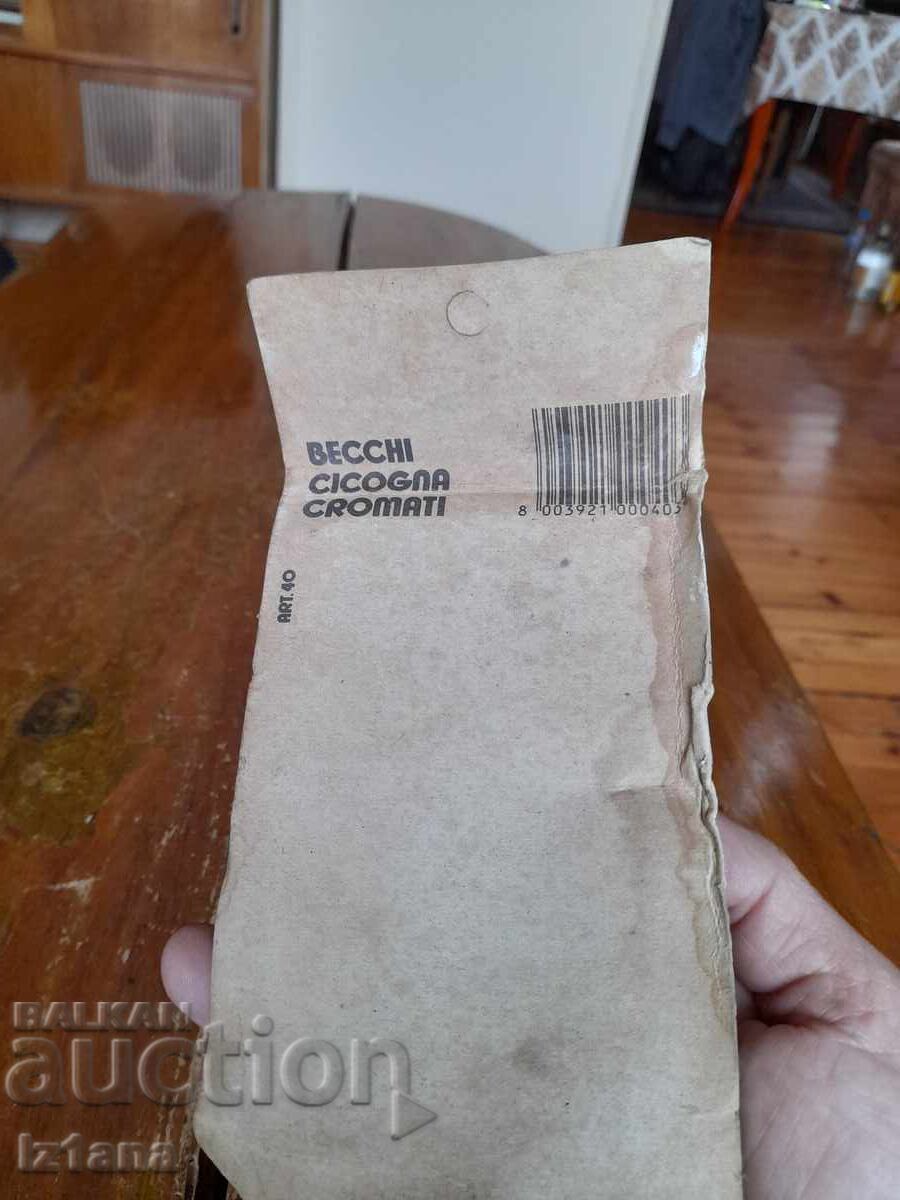 BECCHI
CICOGNA
CROMATI
8 003921 000403
ART. 40
BALKAN
auction
iz1ana